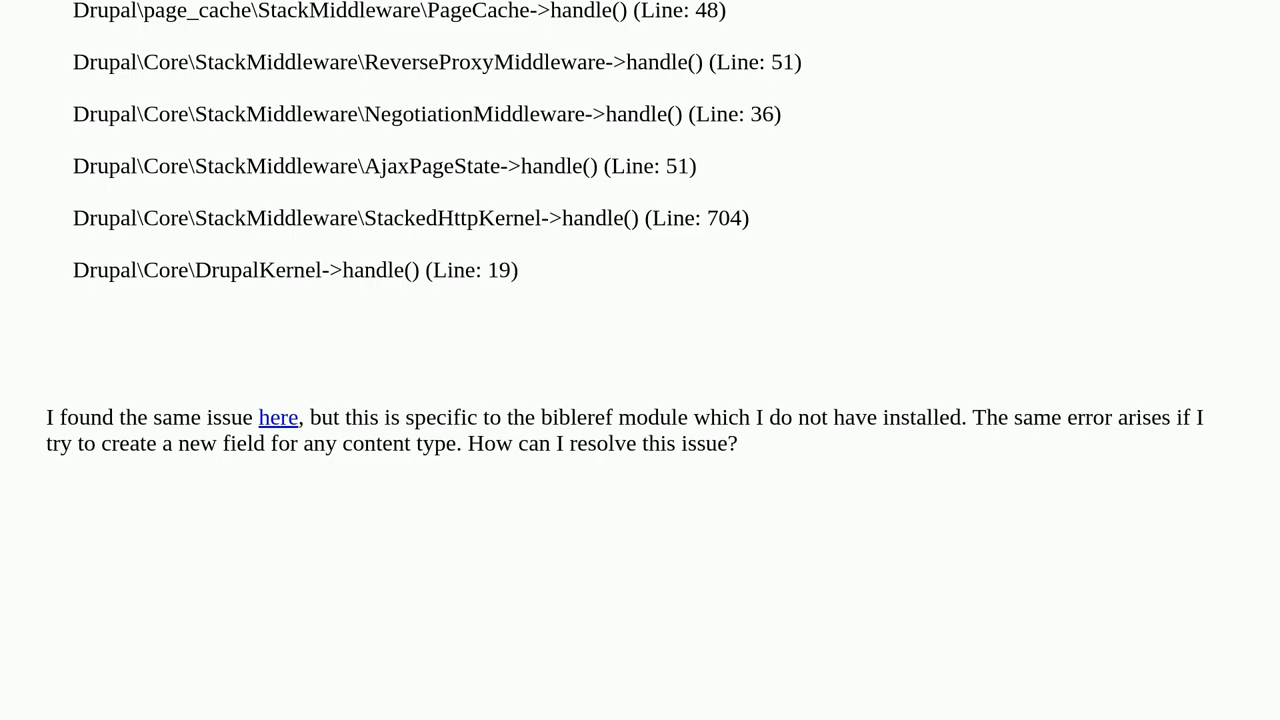 Drupal\page_cache\StackMiddleware\PageCache->handle() (Line: 48)
Drupal\Core\StackMiddleware\ReverseProxyMiddleware->handle() (Line: 51)
Drupal\Core\StackMiddleware\NegotiationMiddleware->handle() (Line: 36)
Drupal\Core\StackMiddleware\AjaxPageState->handle() (Line: 51)
Drupal\Core\StackMiddleware\StackedHttpKernel->handle() (Line: 704)
Drupal\Core\DrupalKernel->handle() (Line: 19)
I found the same issue here, but this is specific to the bibleref module which I do not have installed. The same error arises if I
try to create a new field for any content type. How can I resolve this issue?